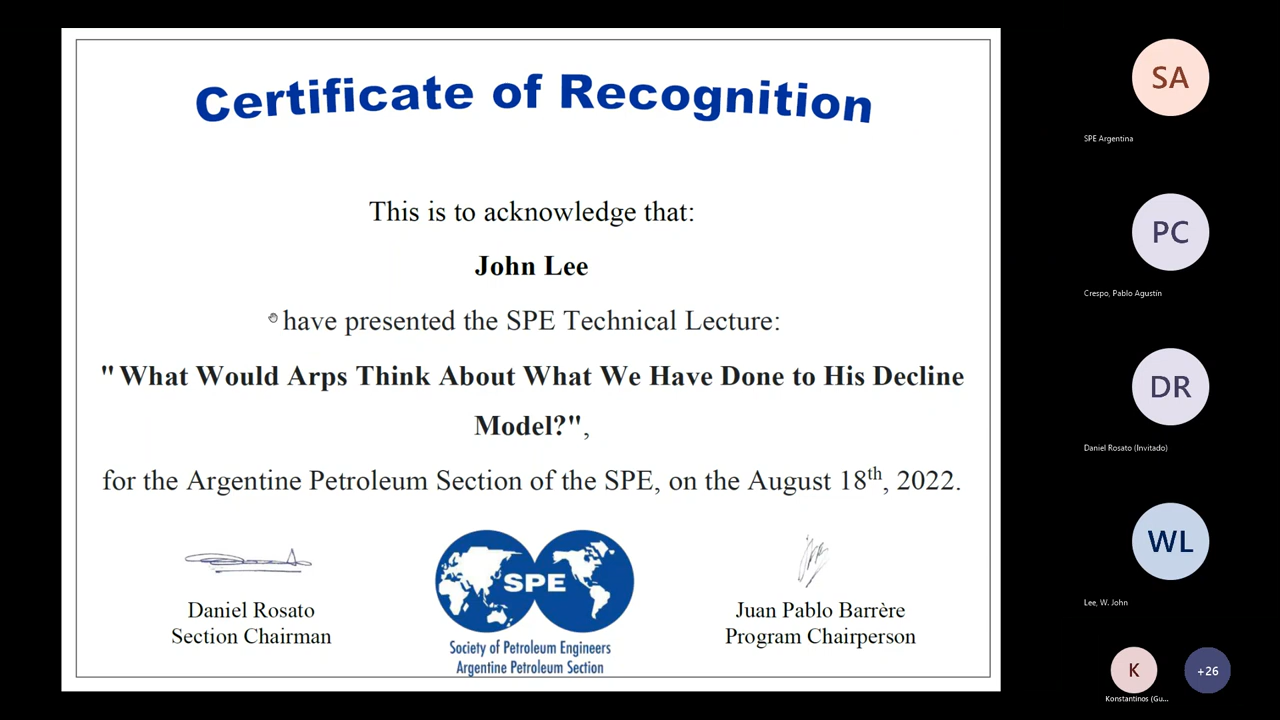 Certificate of Recognition
This is to acknowledge that:
John Lee
have presented the SPE Technical Lecture:
"What Would Arps Think About What We Have Done to His Decline
Model?",
for the Argentine Petroleum Section of the SPE, on the August 18th, 2022.
Daniel Rosato
Section Chairman
SPE
Society of Petroleum Engineers
Argentine Petroleum Section
Juan Pablo Barrère
Program Chairperson
SA
SPE Argentina
PC
Crespo, Pablo Agustín
DR
Daniel Rosato (Invitado)
WL
Lee, W. John
K
Konstantinos (Gu...
+26